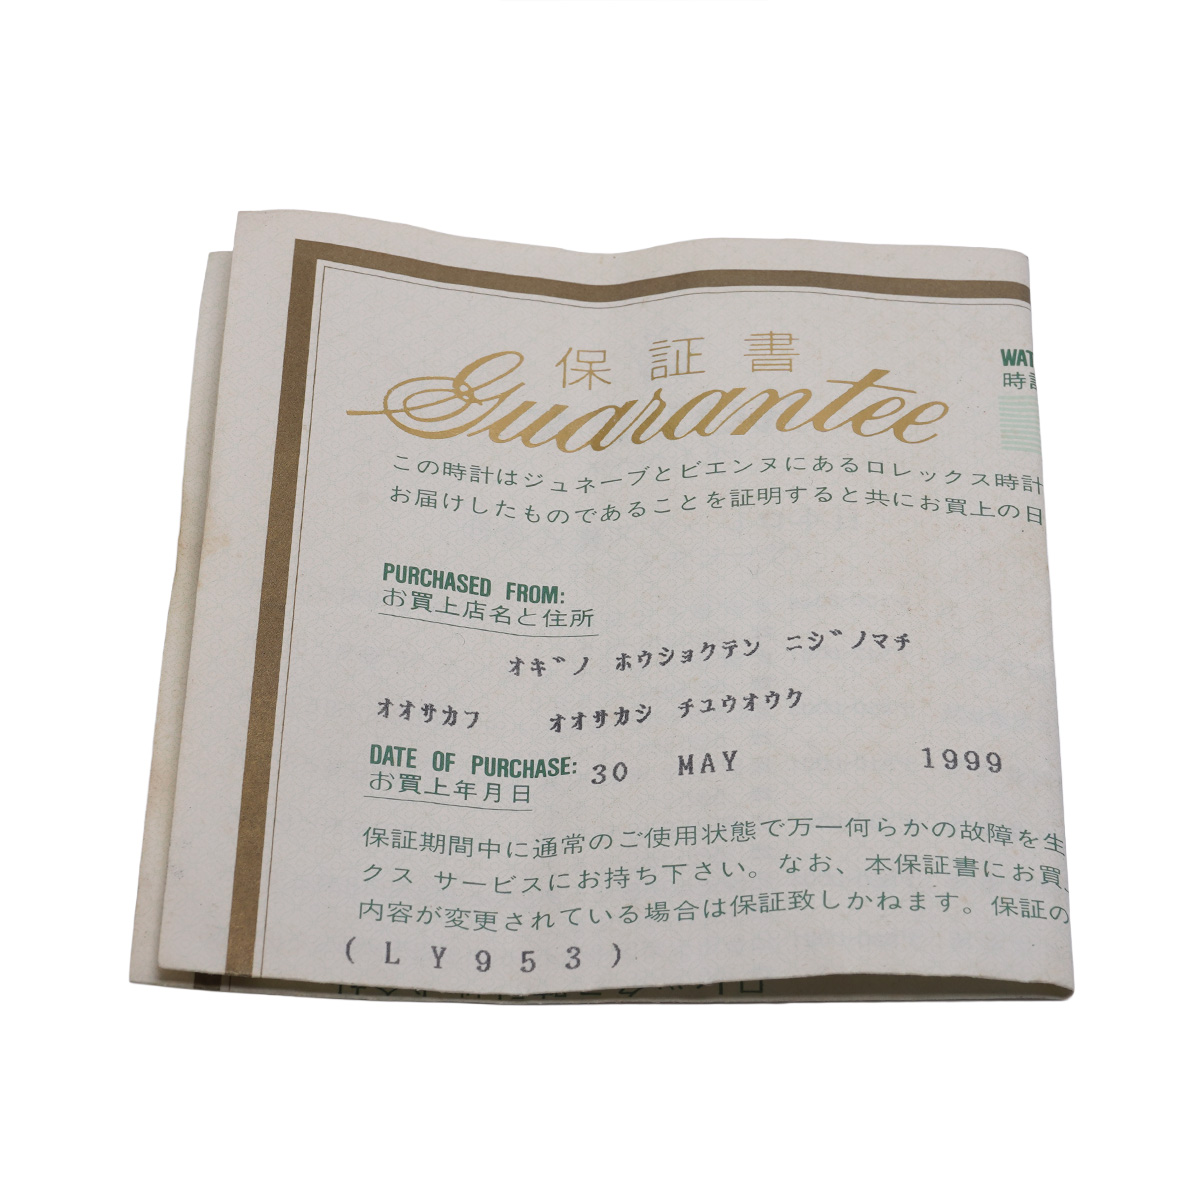 保証書
Guarantee
WAT
時計
この時計はジュネーブとビエンヌにあるロレックス時計
お届けしたものであることを証明すると共にお買上の日
PURCHASED FROM:
お買上店名と住所
オギノ ホウショクテン ニジノマチ
オオサカフ オオサカシ チユウオウク
DATE OF PURCHASE: 30 MAY 1999
お買上年月日
保証期間中に通常のご使用状態で万一何らかの故障を生
クス サービスにお持ち下さい。なお、本保証書にお買
内容が変更されている場合は保証致しかねます。保証の
(LY953)